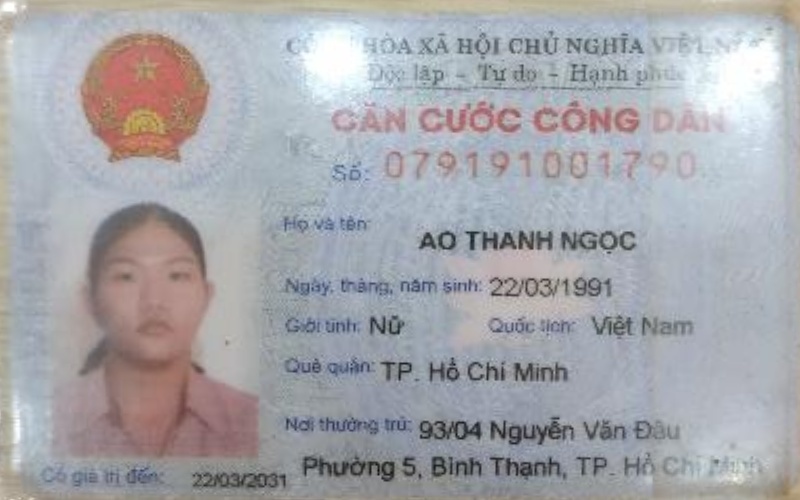 CỘNG HÒA XÃ HỘI CHỦ NGHĨA VIỆT NAM
Độc lập - Tự do - Hạnh phúc
CĂN CƯỚC CÔNG DÂN
Số: 079191001790
Họ và tên:
AO THANH NGỌC
Ngày, tháng, năm sinh: 22/03/1991
Giới tính: Nữ Quốc tịch: Việt Nam
Quê quán: TP. Hồ Chí Minh
Nơi thường trú: 93/04 Nguyễn Văn Đậu
Phường 5, Bình Thạnh, TP. Hồ Chí Minh
Có giá trị đến: 22/03/2031